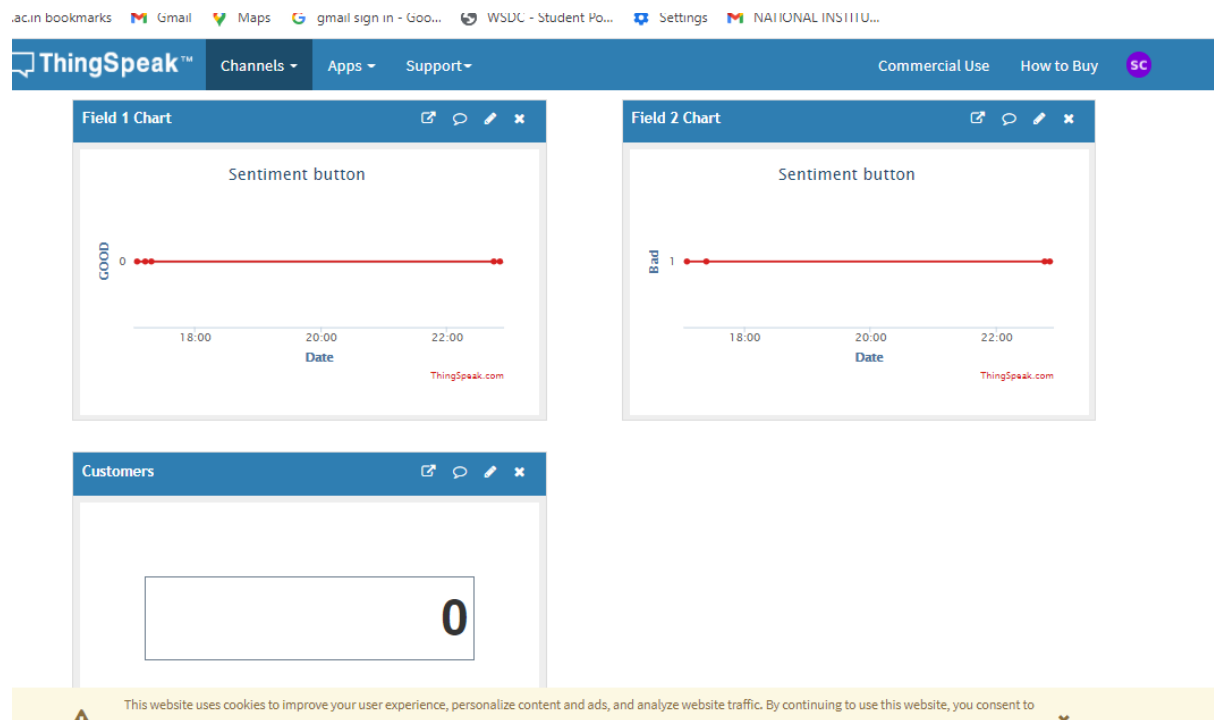 .ac.in bookmarks Gmail Maps gmail sign in - Goo... WSDC - Student Po... Settings NATIONAL INSTITU...
ThingSpeak™ Channels Apps Support Commercial Use How to Buy SC
Field 1 Chart
Sentiment button
GOOD
0
18:00 20:00 22:00
Date
ThingSpeak.com
Field 2 Chart
Sentiment button
Bad
1
18:00 20:00 22:00
Date
ThingSpeak.com
Customers
0
This website uses cookies to improve your user experience, personalize content and ads, and analyze website traffic. By continuing to use this website, you consent to